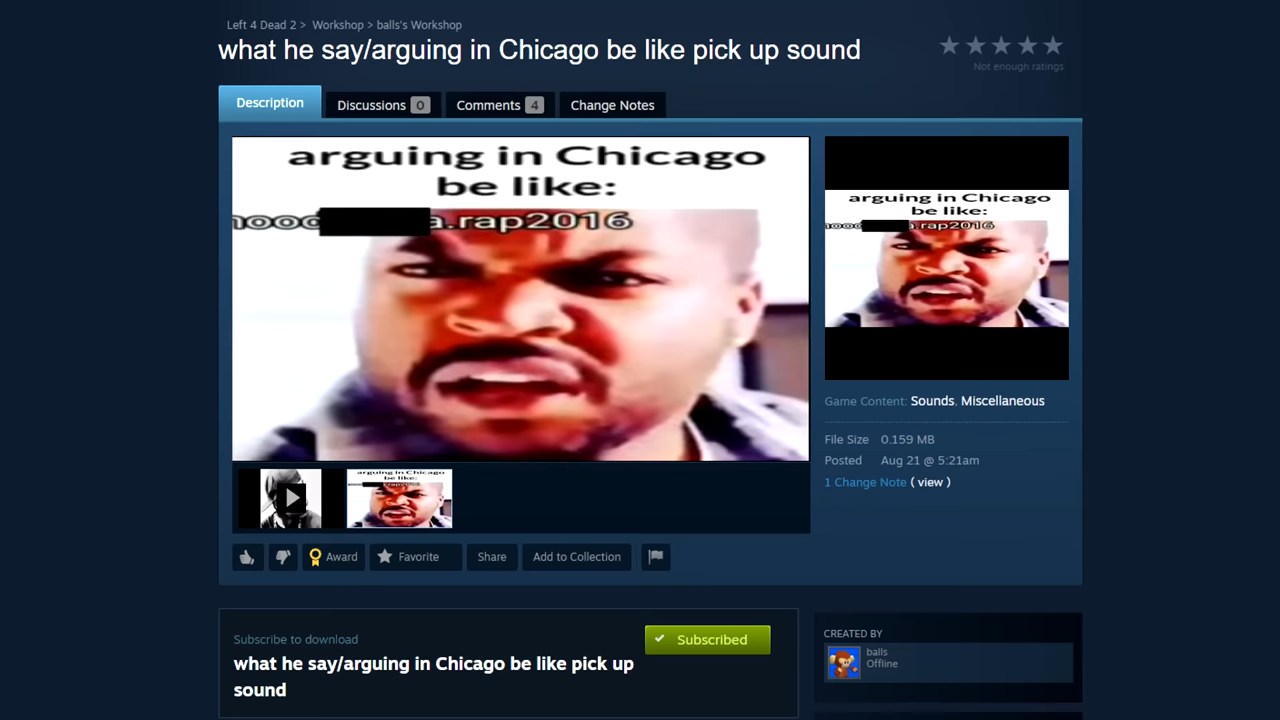 Left 4 Dead 2 > Workshop > balls's Workshop
what he say/arguing in Chicago be like pick up sound
Not enough ratings
Description
Discussions 0
Comments 4
Change Notes
arguing in Chicago
be like:
a.rap2016
arguing in Chicago
be like:
a.rap2016
Game Content: Sounds, Miscellaneous
File Size 0.159 MB
Posted Aug 21 @ 5:21am
1 Change Note ( view )
arguing in Chicago
be like:
Award
Favorite
Share
Add to Collection
Subscribe to download
what he say/arguing in Chicago be like pick up
sound
Subscribed
CREATED BY
balls
Offline